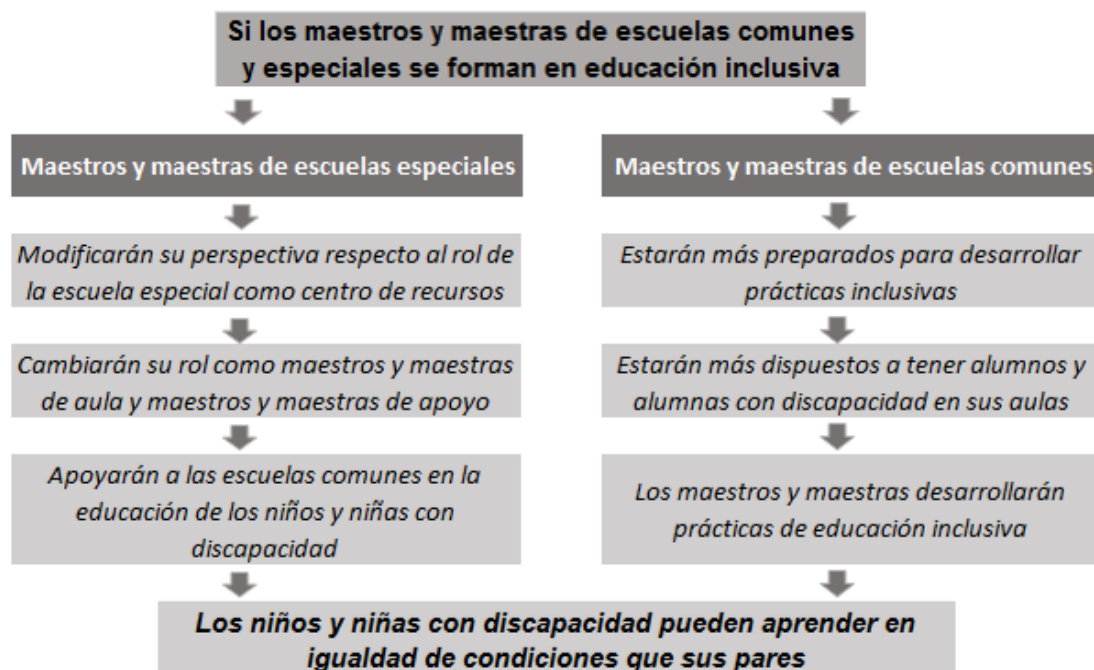 Si los maestros y maestras de escuelas comunes
y especiales se forman en educación inclusiva
Maestros y maestras de escuelas especiales
Modificarán su perspectiva respecto al rol de
la escuela especial como centro de recursos
Cambiarán su rol como maestros y maestras
de aula y maestros y maestras de apoyo
Apoyarán a las escuelas comunes en la
educación de los niños y niñas con
discapacidad
Maestros y maestras de escuelas comunes
Estarán más preparados para desarrollar
prácticas inclusivas
Estarán más dispuestos a tener alumnos y
alumnas con discapacidad en sus aulas
Los maestros y maestras desarrollarán
prácticas de educación inclusiva
Los niños y niñas con discapacidad pueden aprender en
igualdad de condiciones que sus pares